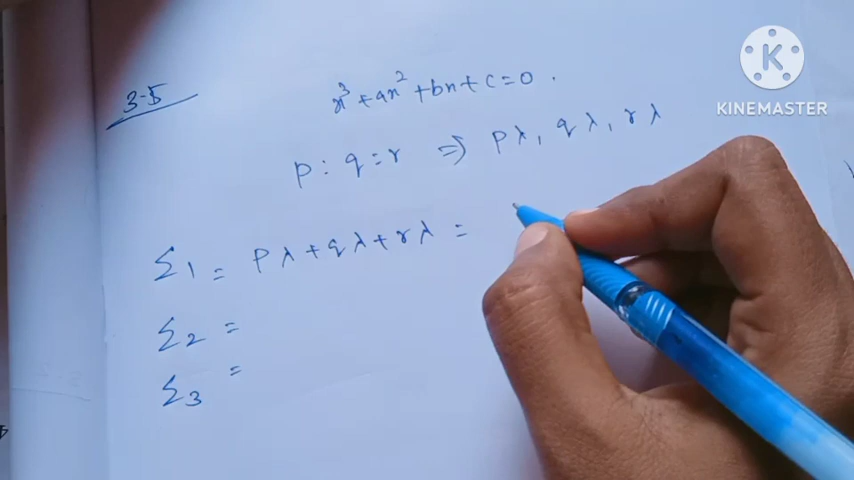 3-5
x³+ax²+bx+c=0.
p:q=r ⇒ pλ, qλ, rλ
Σ1 = pλ+qλ+rλ =
Σ2 =
Σ3 =
KINEMASTER